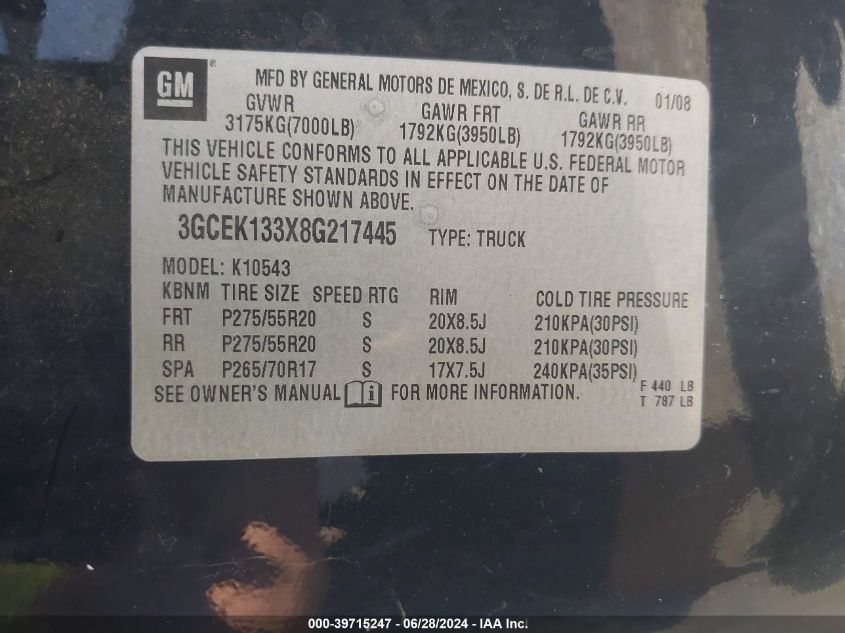 GM ® MFD BY GENERAL MOTORS DE MEXICO, S. DE R.L. DE C.V. 01/08
GVWR GAWR FRT GAWR RR
3175KG(7000LB) 1792KG(3950LB) 1792KG(3950LB)
THIS VEHICLE CONFORMS TO ALL APPLICABLE U.S. FEDERAL MOTOR
VEHICLE SAFETY STANDARDS IN EFFECT ON THE DATE OF
MANUFACTURE SHOWN ABOVE.
3GCEK133X8G217445 TYPE: TRUCK
MODEL: K10543
KBNM TIRE SIZE SPEED RTG RIM COLD TIRE PRESSURE
FRT P275/55R20 S 20X8.5J 210KPA(30PSI)
RR P275/55R20 S 20X8.5J 210KPA(30PSI)
SPA P265/70R17 S 17X7.5J 240KPA(35PSI)
SEE OWNER'S MANUAL i FOR MORE INFORMATION.
F 440 LB
T 787 LB
000-39715247 - 06/28/2024 - IAA Inc.